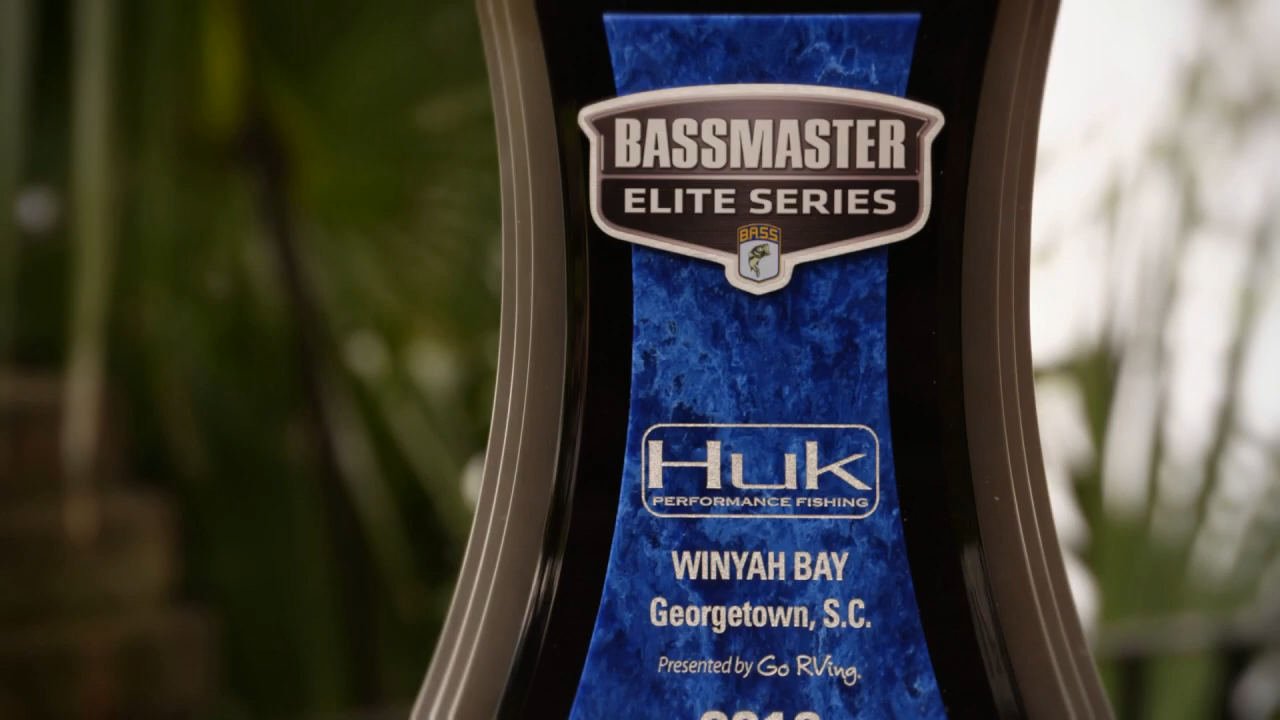 BASSMASTER
ELITE SERIES
BASS
Huk
PERFORMANCE FISHING
WINYAH BAY
Georgetown, S.C.
Presented by Go RVing.